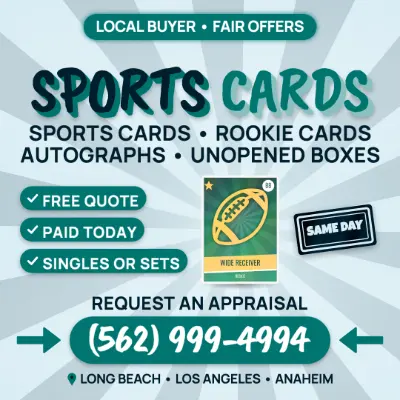 LOCAL BUYER • FAIR OFFERS
SPORTS CARDS
SPORTS CARDS • ROOKIE CARDS
AUTOGRAPHS • UNOPENED BOXES
FREE QUOTE
PAID TODAY
SINGLES OR SETS
88
WIDE RECEIVER
SAME DAY
REQUEST AN APPRAISAL
(562) 999-4994
LONG BEACH • LOS ANGELES • ANAHEIM